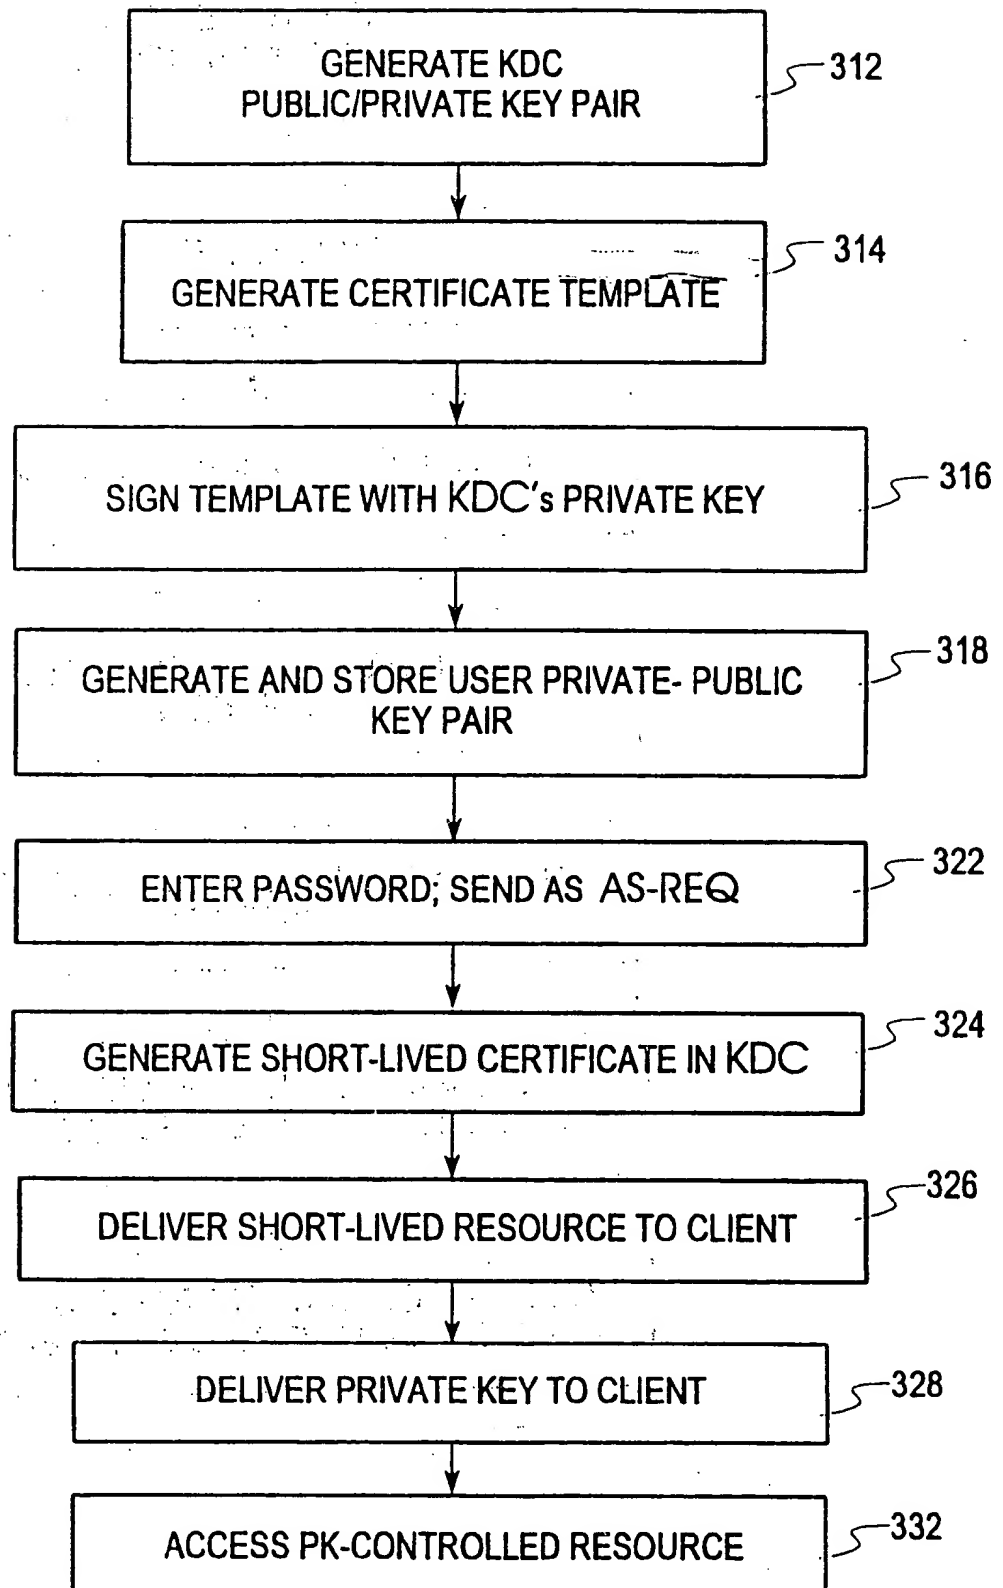 GENERATE KDC
PUBLIC/PRIVATE KEY PAIR
312
GENERATE CERTIFICATE TEMPLATE
314
SIGN TEMPLATE WITH KDC's PRIVATE KEY
316
GENERATE AND STORE USER PRIVATE- PUBLIC
KEY PAIR
318
ENTER PASSWORD; SEND AS AS-REQ
322
GENERATE SHORT-LIVED CERTIFICATE IN KDC
324
DELIVER SHORT-LIVED RESOURCE TO CLIENT
326
DELIVER PRIVATE KEY TO CLIENT
328
ACCESS PK-CONTROLLED RESOURCE
332